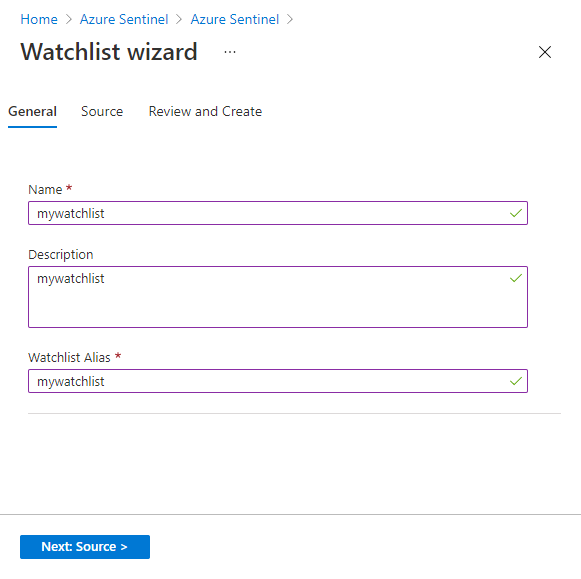 Home > Azure Sentinel > Azure Sentinel >
Watchlist wizard ...
General Source Review and Create
Name *
mywatchlist
Description
mywatchlist
Watchlist Alias *
mywatchlist
Next: Source >